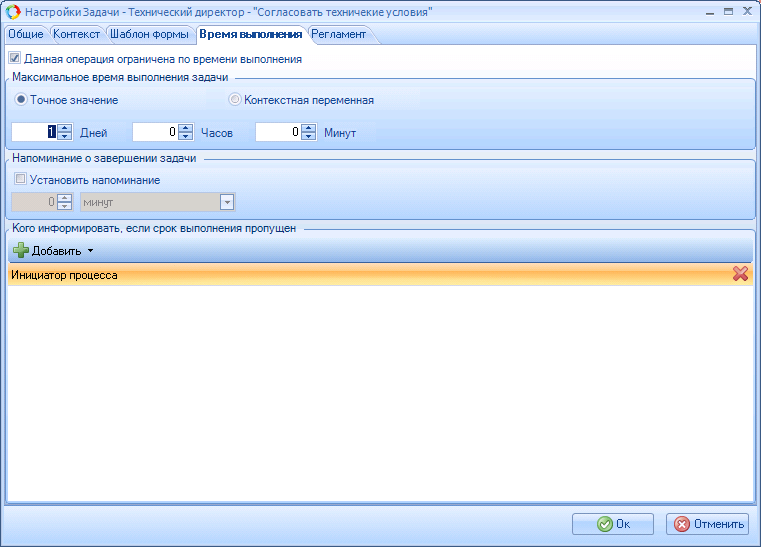 Настройки Задачи - Технический директор - "Согласовать техничекие условия"
Общие Контекст Шаблон формы Время выполнения Регламент
Данная операция ограничена по времени выполнения
Максимальное время выполнения задачи
Точное значение Контекстная переменная
1 Дней 0 Часов 0 Минут
Напоминание о завершении задачи
Установить напоминание
0 минут
Кого информировать, если срок выполнения пропущен
Добавить
Инициатор процесса
Ок Отменить